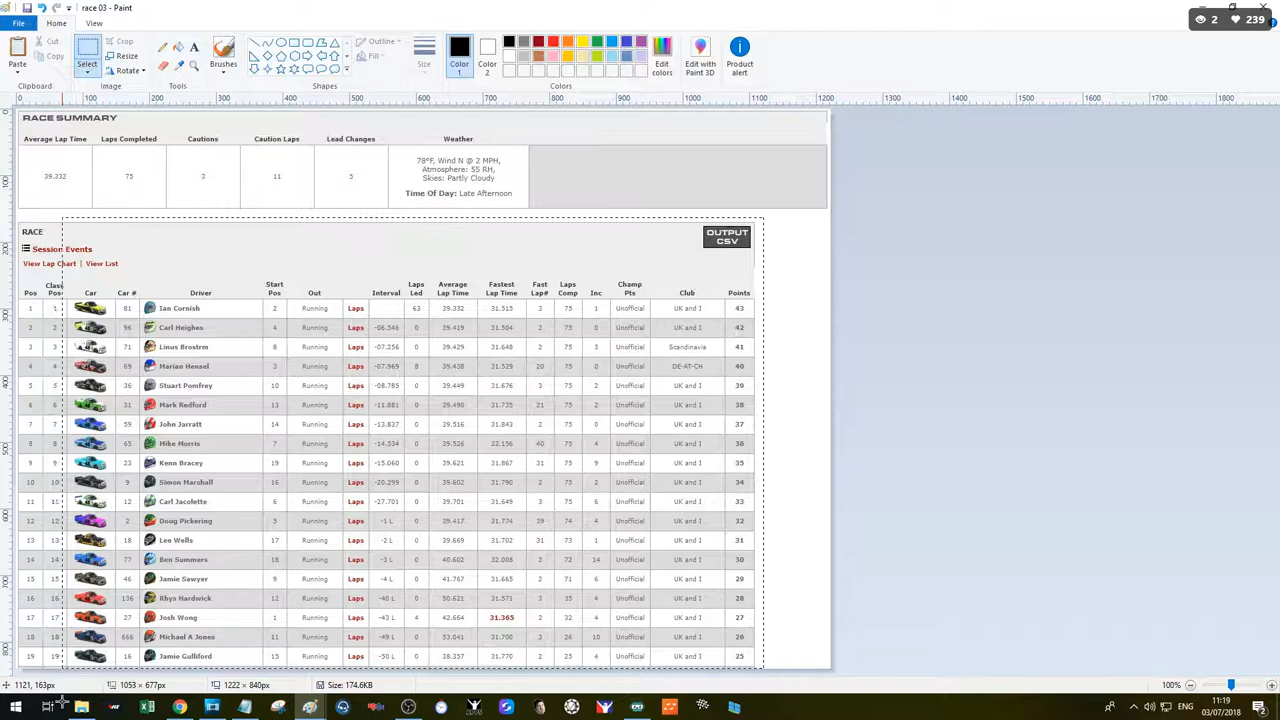 race 03 - Paint
2 239
File Home View
Paste Cut Copy Select Crop Resize Rotate Brushes Outline Fill Size Color 1 Color 2 Edit colors Edit with Paint 3D Product alert
Clipboard Image Tools Shapes Colors
0 100 200 300 400 500 600 700 800 900 1000 1100 1200 1300 1400 1500 1600 1700 1800
RACE SUMMARY
Average Lap Time Laps Completed Cautions Caution Laps Lead Changes Weather
39.332 75 3 11 5 78°F, Wind N @ 2 MPH,
Atmosphere: 55 RH,
Skies: Partly Cloudy
Time Of Day: Late Afternoon
RACE
OUTPUT CSV
Session Events
View Lap Chart | View List
Pos Class Pos Car Car # Driver Start Pos Out Interval Laps Led Average Lap Time Fastest Lap Time Fast Lap# Laps Comp Inc Champ Pts Club Points
1 1 81 Ian Cornish 2 Running Laps 63 39.332 31.515 3 75 1 Unofficial UK and I 43
2 2 96 Carl Heighes 4 Running Laps -06.546 0 39.419 31.504 2 75 0 Unofficial UK and I 42
3 3 71 Linus Brostrm 8 Running Laps -07.256 0 39.429 31.648 2 75 3 Unofficial Scandinavia 41
4 4 69 Marian Hensel 3 Running Laps -07.969 8 39.438 31.529 20 75 0 Unofficial DE-AT-CH 40
5 5 36 Stuart Pomfrey 10 Running Laps -08.785 0 39.449 31.676 3 75 2 Unofficial UK and I 39
6 6 31 Mark Redford 13 Running Laps -11.881 0 39.490 31.735 21 75 2 Unofficial UK and I 38
7 7 59 John Jarratt 14 Running Laps -13.837 0 39.516 31.843 2 75 0 Unofficial UK and I 37
8 8 65 Mike Morris 7 Running Laps -14.534 0 39.526 32.156 40 75 4 Unofficial UK and I 36
9 9 23 Kenn Bracey 19 Running Laps -15.060 0 39.621 31.867 31 75 9 Unofficial UK and I 35
10 10 9 Simon Marshall 16 Running Laps -20.299 0 39.602 31.790 2 75 2 Unofficial UK and I 34
11 11 12 Carl Jacolette 6 Running Laps -27.701 0 39.701 31.649 3 75 6 Unofficial UK and I 33
12 12 2 Doug Pickering 5 Running Laps -1 L 0 39.417 31.774 39 74 4 Unofficial UK and I 32
13 13 18 Lee Wells 17 Running Laps -2 L 0 39.669 31.702 31 73 1 Unofficial UK and I 31
14 14 77 Ben Summers 18 Running Laps -3 L 0 40.602 32.008 3 72 14 Unofficial UK and I 30
15 15 46 Jamie Sawyer 9 Running Laps -4 L 0 41.767 31.665 2 71 6 Unofficial UK and I 29
16 16 136 Rhys Hardwick 12 Running Laps -40 L 0 50.621 31.571 3 35 4 Unofficial UK and I 28
17 17 27 Josh Wong 1 Running Laps -43 L 4 42.664 31.365 2 32 4 Unofficial UK and I 27
18 18 666 Michael A Jones 11 Running Laps -49 L 0 53.041 31.700 3 26 10 Unofficial UK and I 26
19 19 16 Jamie Gulliford 15 Running Laps -50 L 0 38.357 31.770 2 25 4 Unofficial UK and I 25
1121, 163px 1053 × 677px 1222 × 840px Size: 174.6KB 100%
ENG 11:19
03/07/2018 2